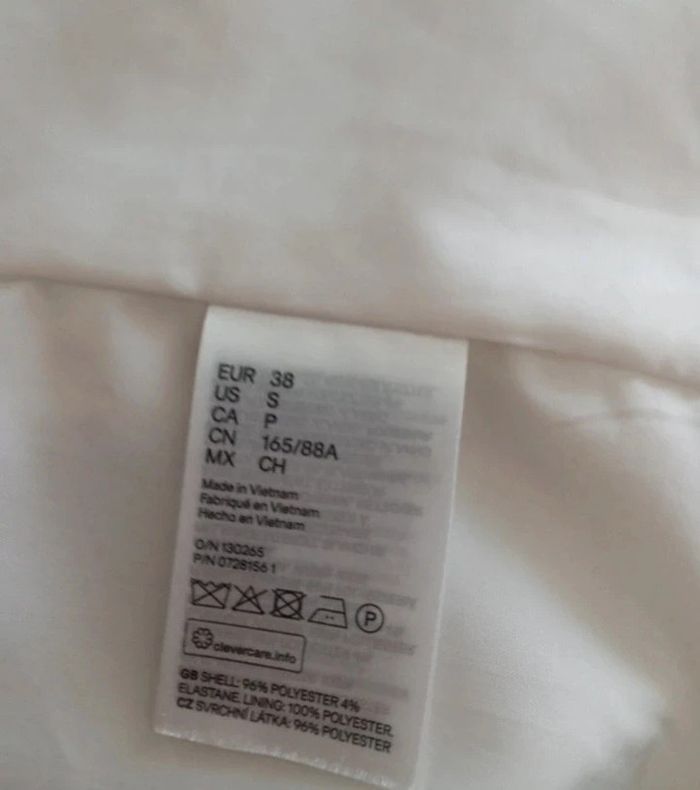 EUR 38
US S
CA P
CN 165/88A
MX CH
Made in Vietnam
Fabriqué en Vietnam
Hecho en Vietnam
O/N 130265
P/N 07281561
P
clevercare.info
GB SHELL: 96% POLYESTER 4%
ELASTANE. LINING: 100% POLYESTER.
CZ SVRCHNÍ LÁTKA: 96% POLYESTER